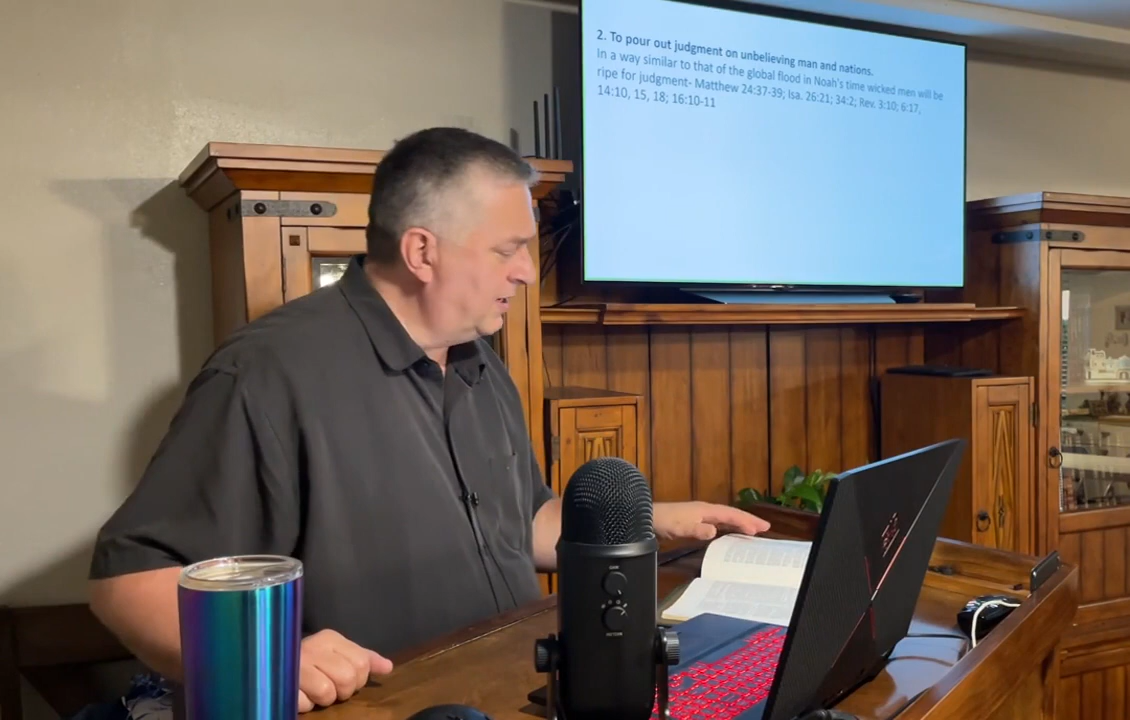 2. To pour out judgment on unbelieving man and nations.
In a way similar to that of the global flood in Noah's time wicked men will be
ripe for judgment- Matthew 24:37-39; Isa. 26:21; 34:2; Rev. 3:10; 6:17,
14:10, 15, 18; 16:10-11